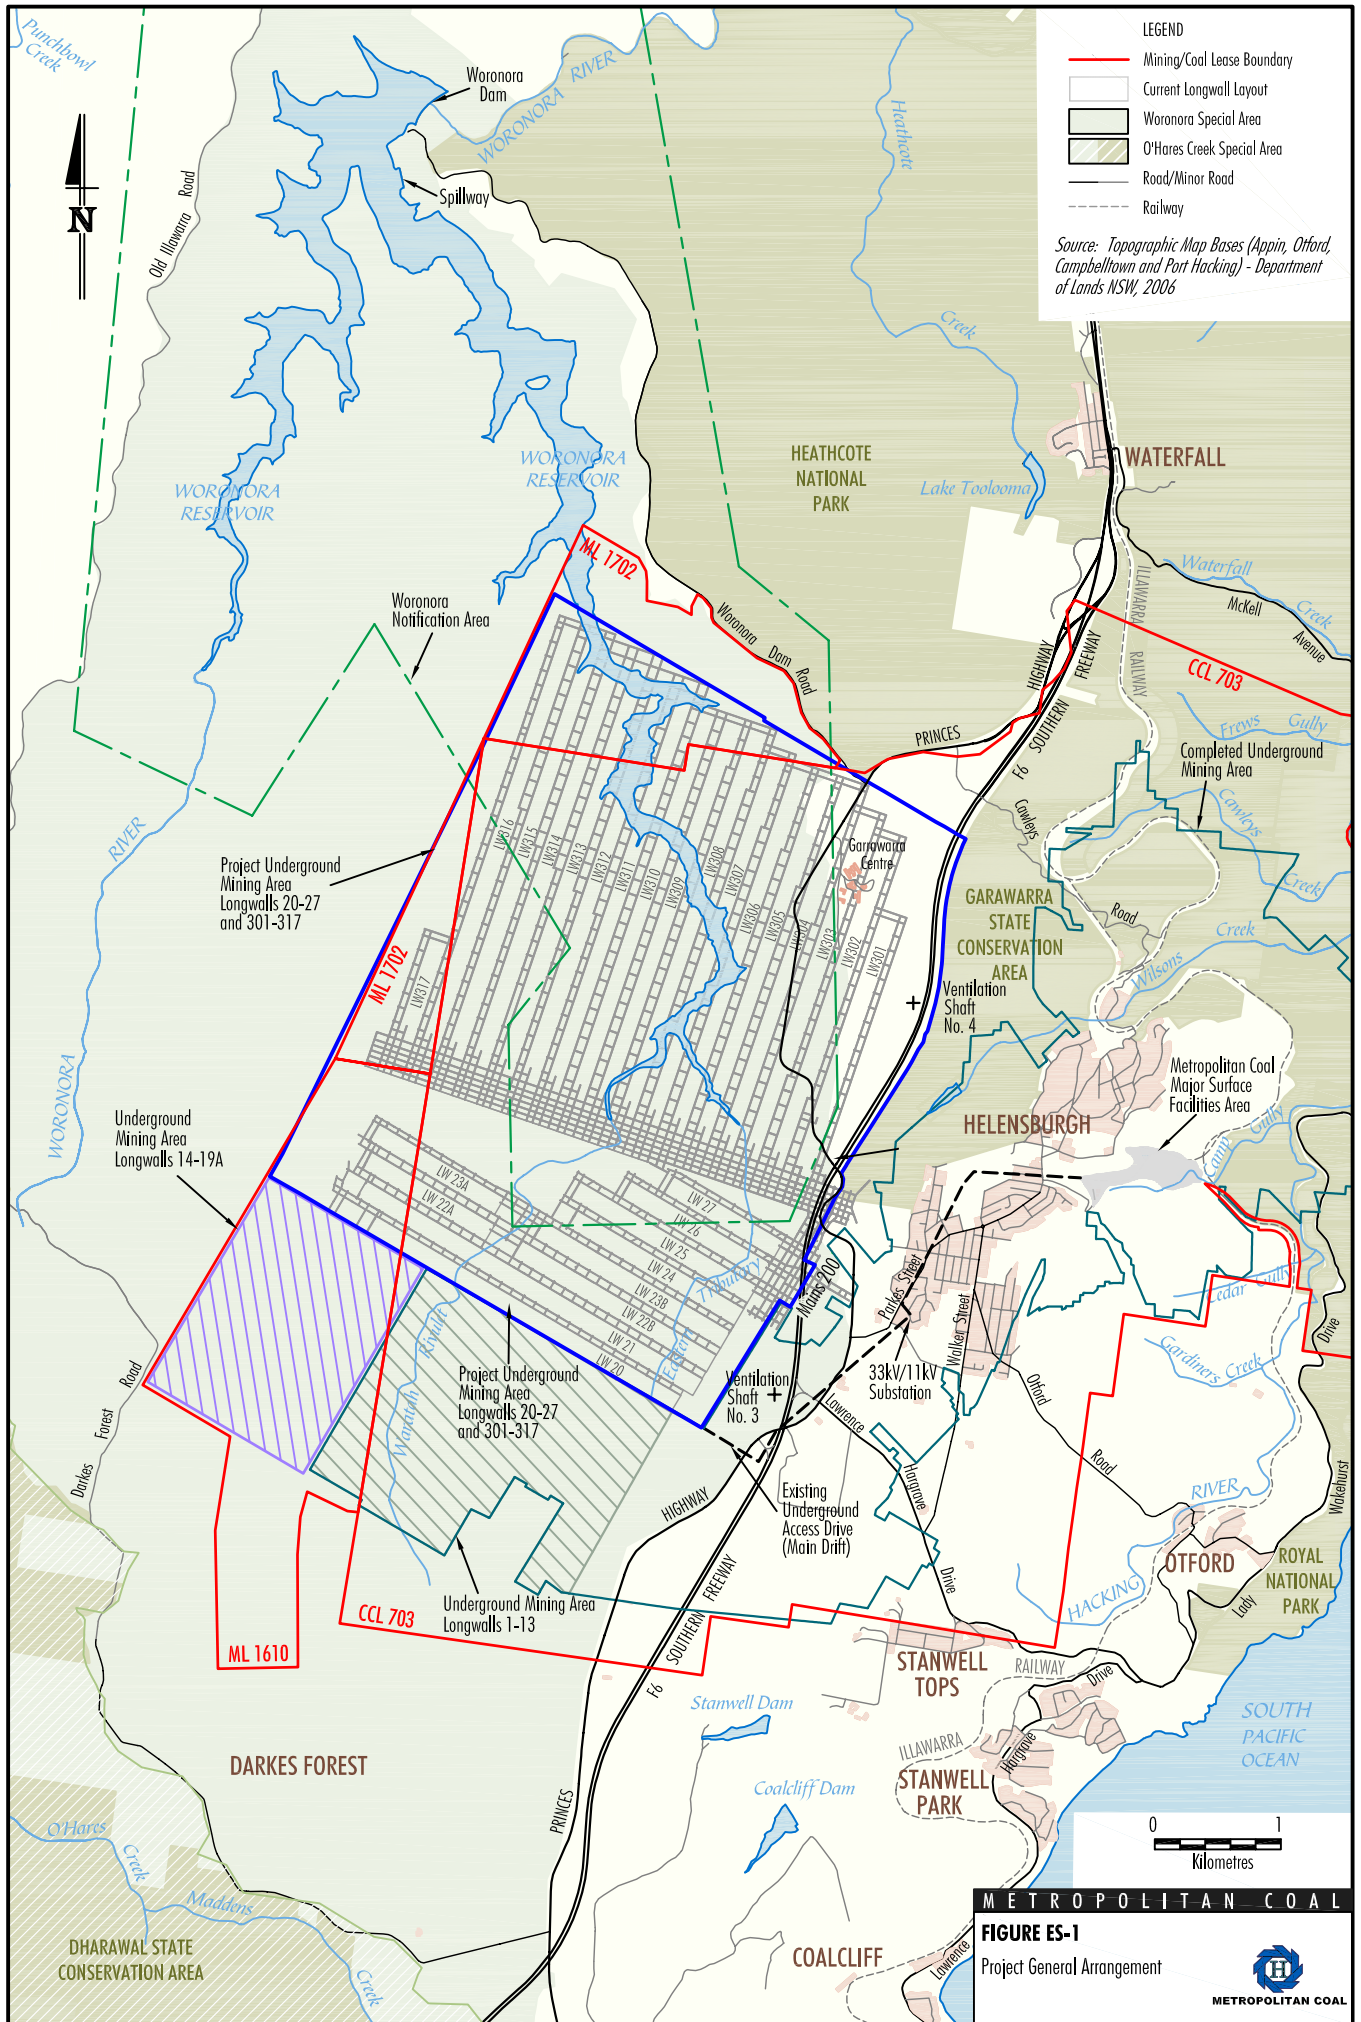 LEGEND
Mining/Coal Lease Boundary
Current Longwall Layout
Woronora Special Area
O'Hares Creek Special Area
Road/Minor Road
Railway
Source: Topographic Map Bases (Appin, Otford,
Campbelltown and Port Hacking) - Department
of Lands NSW, 2006
Punchbowl
Creek
N
Old Illawarra Road
Woronora
Dam
WORONORA RIVER
Spillway
Heathcote
Creek
WORONORA
RESERVOIR
WORONORA
RESERVOIR
HEATHCOTE
NATIONAL
PARK
Lake Toolooma
WATERFALL
Waterfall
Creek
McKell
Avenue
ILLAWARRA
RAILWAY
ML 1702
Woronora
Notification Area
Woronora Dam Road
HIGHWAY
FREEWAY
CCL 703
PRINCES
F6 SOUTHERN
Frews Gully
Completed Underground
Mining Area
Cawleys
Creek
Cawleys
Road
RIVER
Project Underground
Mining Area
Longwalls 20-27
and 301-317
LW316
LW315
LW314
LW313
LW312
LW311
LW310
LW309
LW308
LW307
LW306
LW305
LW304
LW303
LW302
LW301
LW317
Garrawarra
Centre
GARAWARRA
STATE
CONSERVATION
AREA
Wilsons
Creek
ML 1702
Ventilation
Shaft
No. 4
Metropolitan Coal
Major Surface
Facilities Area
WORONORA
HELENSBURGH
Camp
Gully
Underground
Mining Area
Longwalls 14-19A
LW 23A
LW 22A
LW 27
LW 26
LW 25
LW 24
LW 23B
LW 22B
LW 21
LW 20
Eastern
Tributary
Waratah
Rivulet
Mains 200
Parkes Street
Walker Street
Cedar Gully
Gardiners Creek
Drive
Project Underground
Mining Area
Longwalls 20-27
and 301-317
Ventilation
Shaft
No. 3
33kV/11kV
Substation
Lawrence
Hargrave
Drive
Otford
Road
Darkes Forest Road
HIGHWAY
Existing
Underground
Access Drive
(Main Drift)
RIVER
HACKING
Wakehurst
OTFORD
ROYAL
NATIONAL
PARK
Lady
FREEWAY
SOUTHERN
F6
Underground Mining Area
Longwalls 1-13
CCL 703
ML 1610
STANWELL
TOPS
RAILWAY
Drive
Stanwell Dam
ILLAWARRA
Hargrave
SOUTH
PACIFIC
OCEAN
DARKES FOREST
STANWELL
PARK
Coalcliff Dam
PRINCES
O'Hares
Creek
Maddens
Creek
DHARAWAL STATE
CONSERVATION AREA
COALCLIFF
Lawrence
0 1
Kilometres
METROPOLITAN COAL
FIGURE ES-1
Project General Arrangement
H
METROPOLITAN COAL